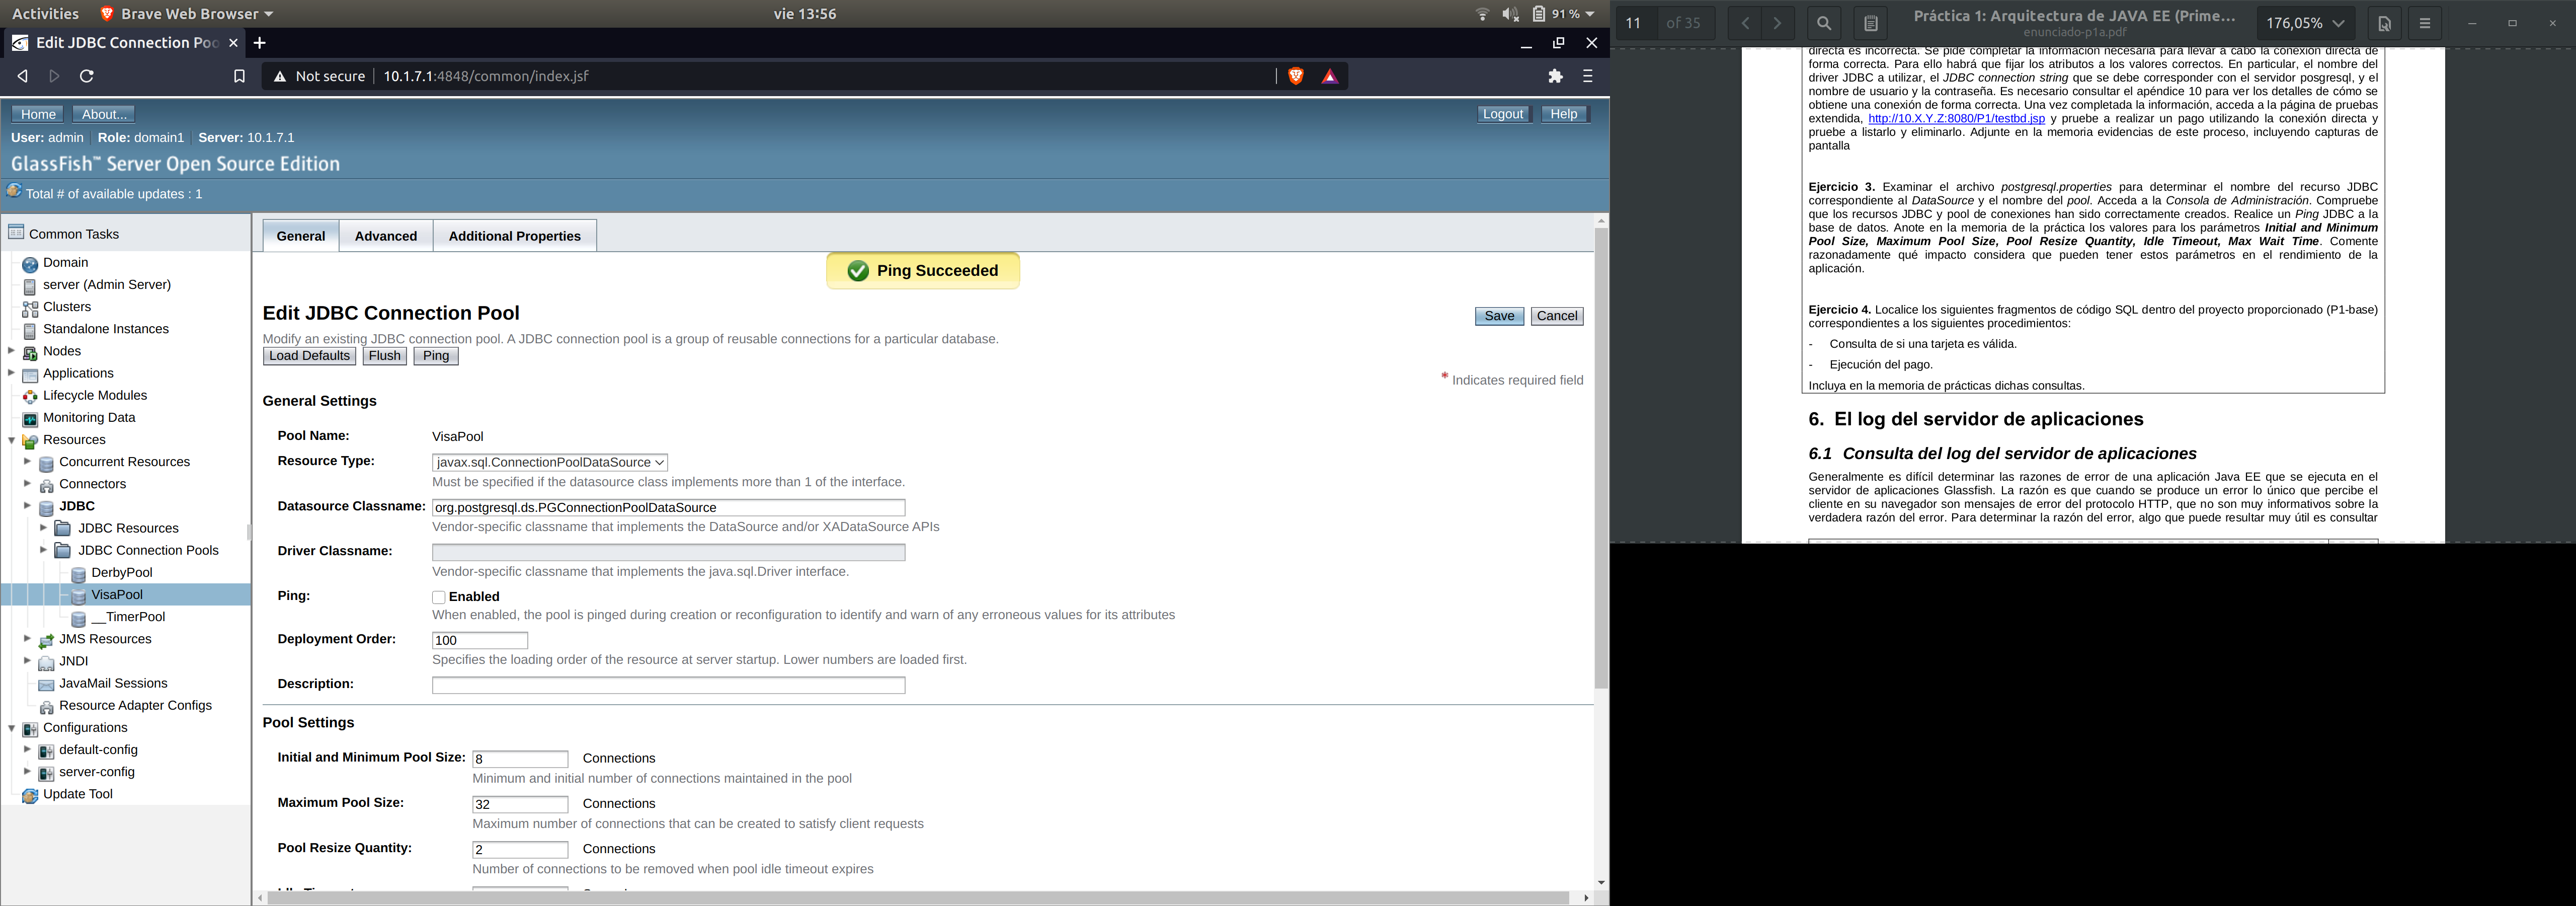 Activities
Brave Web Browser
vie 13:56
91 %
Edit JDBC Connection Poo
Not secure
10.1.7.1:4848/common/index.jsf
Home
About...
Logout
Help
User: admin
Role: domain1
Server: 10.1.7.1
GlassFish™ Server Open Source Edition
Total # of available updates : 1
Common Tasks
Domain
server (Admin Server)
Clusters
Standalone Instances
Nodes
Applications
Lifecycle Modules
Monitoring Data
Resources
Concurrent Resources
Connectors
JDBC
JDBC Resources
JDBC Connection Pools
DerbyPool
VisaPool
__TimerPool
JMS Resources
JNDI
JavaMail Sessions
Resource Adapter Configs
Configurations
default-config
server-config
Update Tool
General
Advanced
Additional Properties
Ping Succeeded
Edit JDBC Connection Pool
Save
Cancel
Modify an existing JDBC connection pool. A JDBC connection pool is a group of reusable connections for a particular database.
Load Defaults
Flush
Ping
* Indicates required field
General Settings
Pool Name:
VisaPool
Resource Type:
javax.sql.ConnectionPoolDataSource
Must be specified if the datasource class implements more than 1 of the interface.
Datasource Classname:
org.postgresql.ds.PGConnectionPoolDataSource
Vendor-specific classname that implements the DataSource and/or XADataSource APIs
Driver Classname:
Vendor-specific classname that implements the java.sql.Driver interface.
Ping:
Enabled
When enabled, the pool is pinged during creation or reconfiguration to identify and warn of any erroneous values for its attributes
Deployment Order:
100
Specifies the loading order of the resource at server startup. Lower numbers are loaded first.
Description:
Pool Settings
Initial and Minimum Pool Size:
8
Connections
Minimum and initial number of connections maintained in the pool
Maximum Pool Size:
32
Connections
Maximum number of connections that can be created to satisfy client requests
Pool Resize Quantity:
2
Connections
Number of connections to be removed when pool idle timeout expires
11
of 35
Práctica 1: Arquitectura de JAVA EE (Prime...
enunciado-p1a.pdf
176,05%
directa es incorrecta. Se pide completar la información necesaria para llevar a cabo la conexión directa de
forma correcta. Para ello habrá que fijar los atributos a los valores correctos. En particular, el nombre del
driver JDBC a utilizar, el JDBC connection string que se debe corresponder con el servidor posgresql, y el
nombre de usuario y la contraseña. Es necesario consultar el apéndice 10 para ver los detalles de cómo se
obtiene una conexión de forma correcta. Una vez completada la información, acceda a la página de pruebas
extendida, http://10.X.Y.Z:8080/P1/testbd.jsp y pruebe a realizar un pago utilizando la conexión directa y
pruebe a listarlo y eliminarlo. Adjunte en la memoria evidencias de este proceso, incluyendo capturas de
pantalla
Ejercicio 3. Examinar el archivo postgresql.properties para determinar el nombre del recurso JDBC
correspondiente al DataSource y el nombre del pool. Acceda a la Consola de Administración. Compruebe
que los recursos JDBC y pool de conexiones han sido correctamente creados. Realice un Ping JDBC a la
base de datos. Anote en la memoria de la práctica los valores para los parámetros Initial and Minimum
Pool Size, Maximum Pool Size, Pool Resize Quantity, Idle Timeout, Max Wait Time. Comente
razonadamente qué impacto considera que pueden tener estos parámetros en el rendimiento de la
aplicación.
Ejercicio 4. Localice los siguientes fragmentos de código SQL dentro del proyecto proporcionado (P1-base)
correspondientes a los siguientes procedimientos:
- Consulta de si una tarjeta es válida.
- Ejecución del pago.
Incluya en la memoria de prácticas dichas consultas.
6. El log del servidor de aplicaciones
6.1 Consulta del log del servidor de aplicaciones
Generalmente es difícil determinar las razones de error de una aplicación Java EE que se ejecuta en el
servidor de aplicaciones Glassfish. La razón es que cuando se produce un error lo único que percibe el
cliente en su navegador son mensajes de error del protocolo HTTP, que no son muy informativos sobre la
verdadera razón del error. Para determinar la razón del error, algo que puede resultar muy útil es consultar